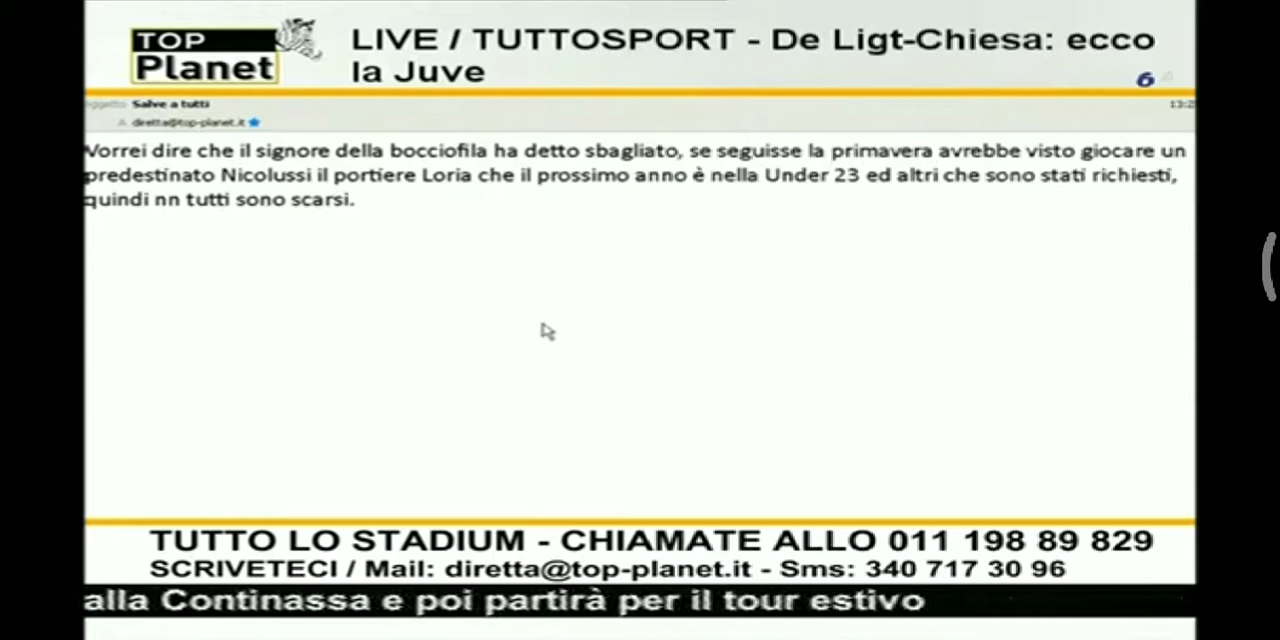 TOP
Planet
LIVE / TUTTOSPORT - De Ligt-Chiesa: ecco
la Juve
6
Salve a tutti
A diretta@top-planet.it
Vorrei dire che il signore della bocciofila ha detto sbagliato, se seguisse la primavera avrebbe visto giocare un
predestinato Nicolussi il portiere Loria che il prossimo anno è nella Under 23 ed altri che sono stati richiesti,
quindi nn tutti sono scarsi.
TUTTO LO STADIUM - CHIAMATE ALLO 011 198 89 829
SCRIVETECI / Mail: diretta@top-planet.it - Sms: 340 717 30 96
alla Continassa e poi partirà per il tour estivo